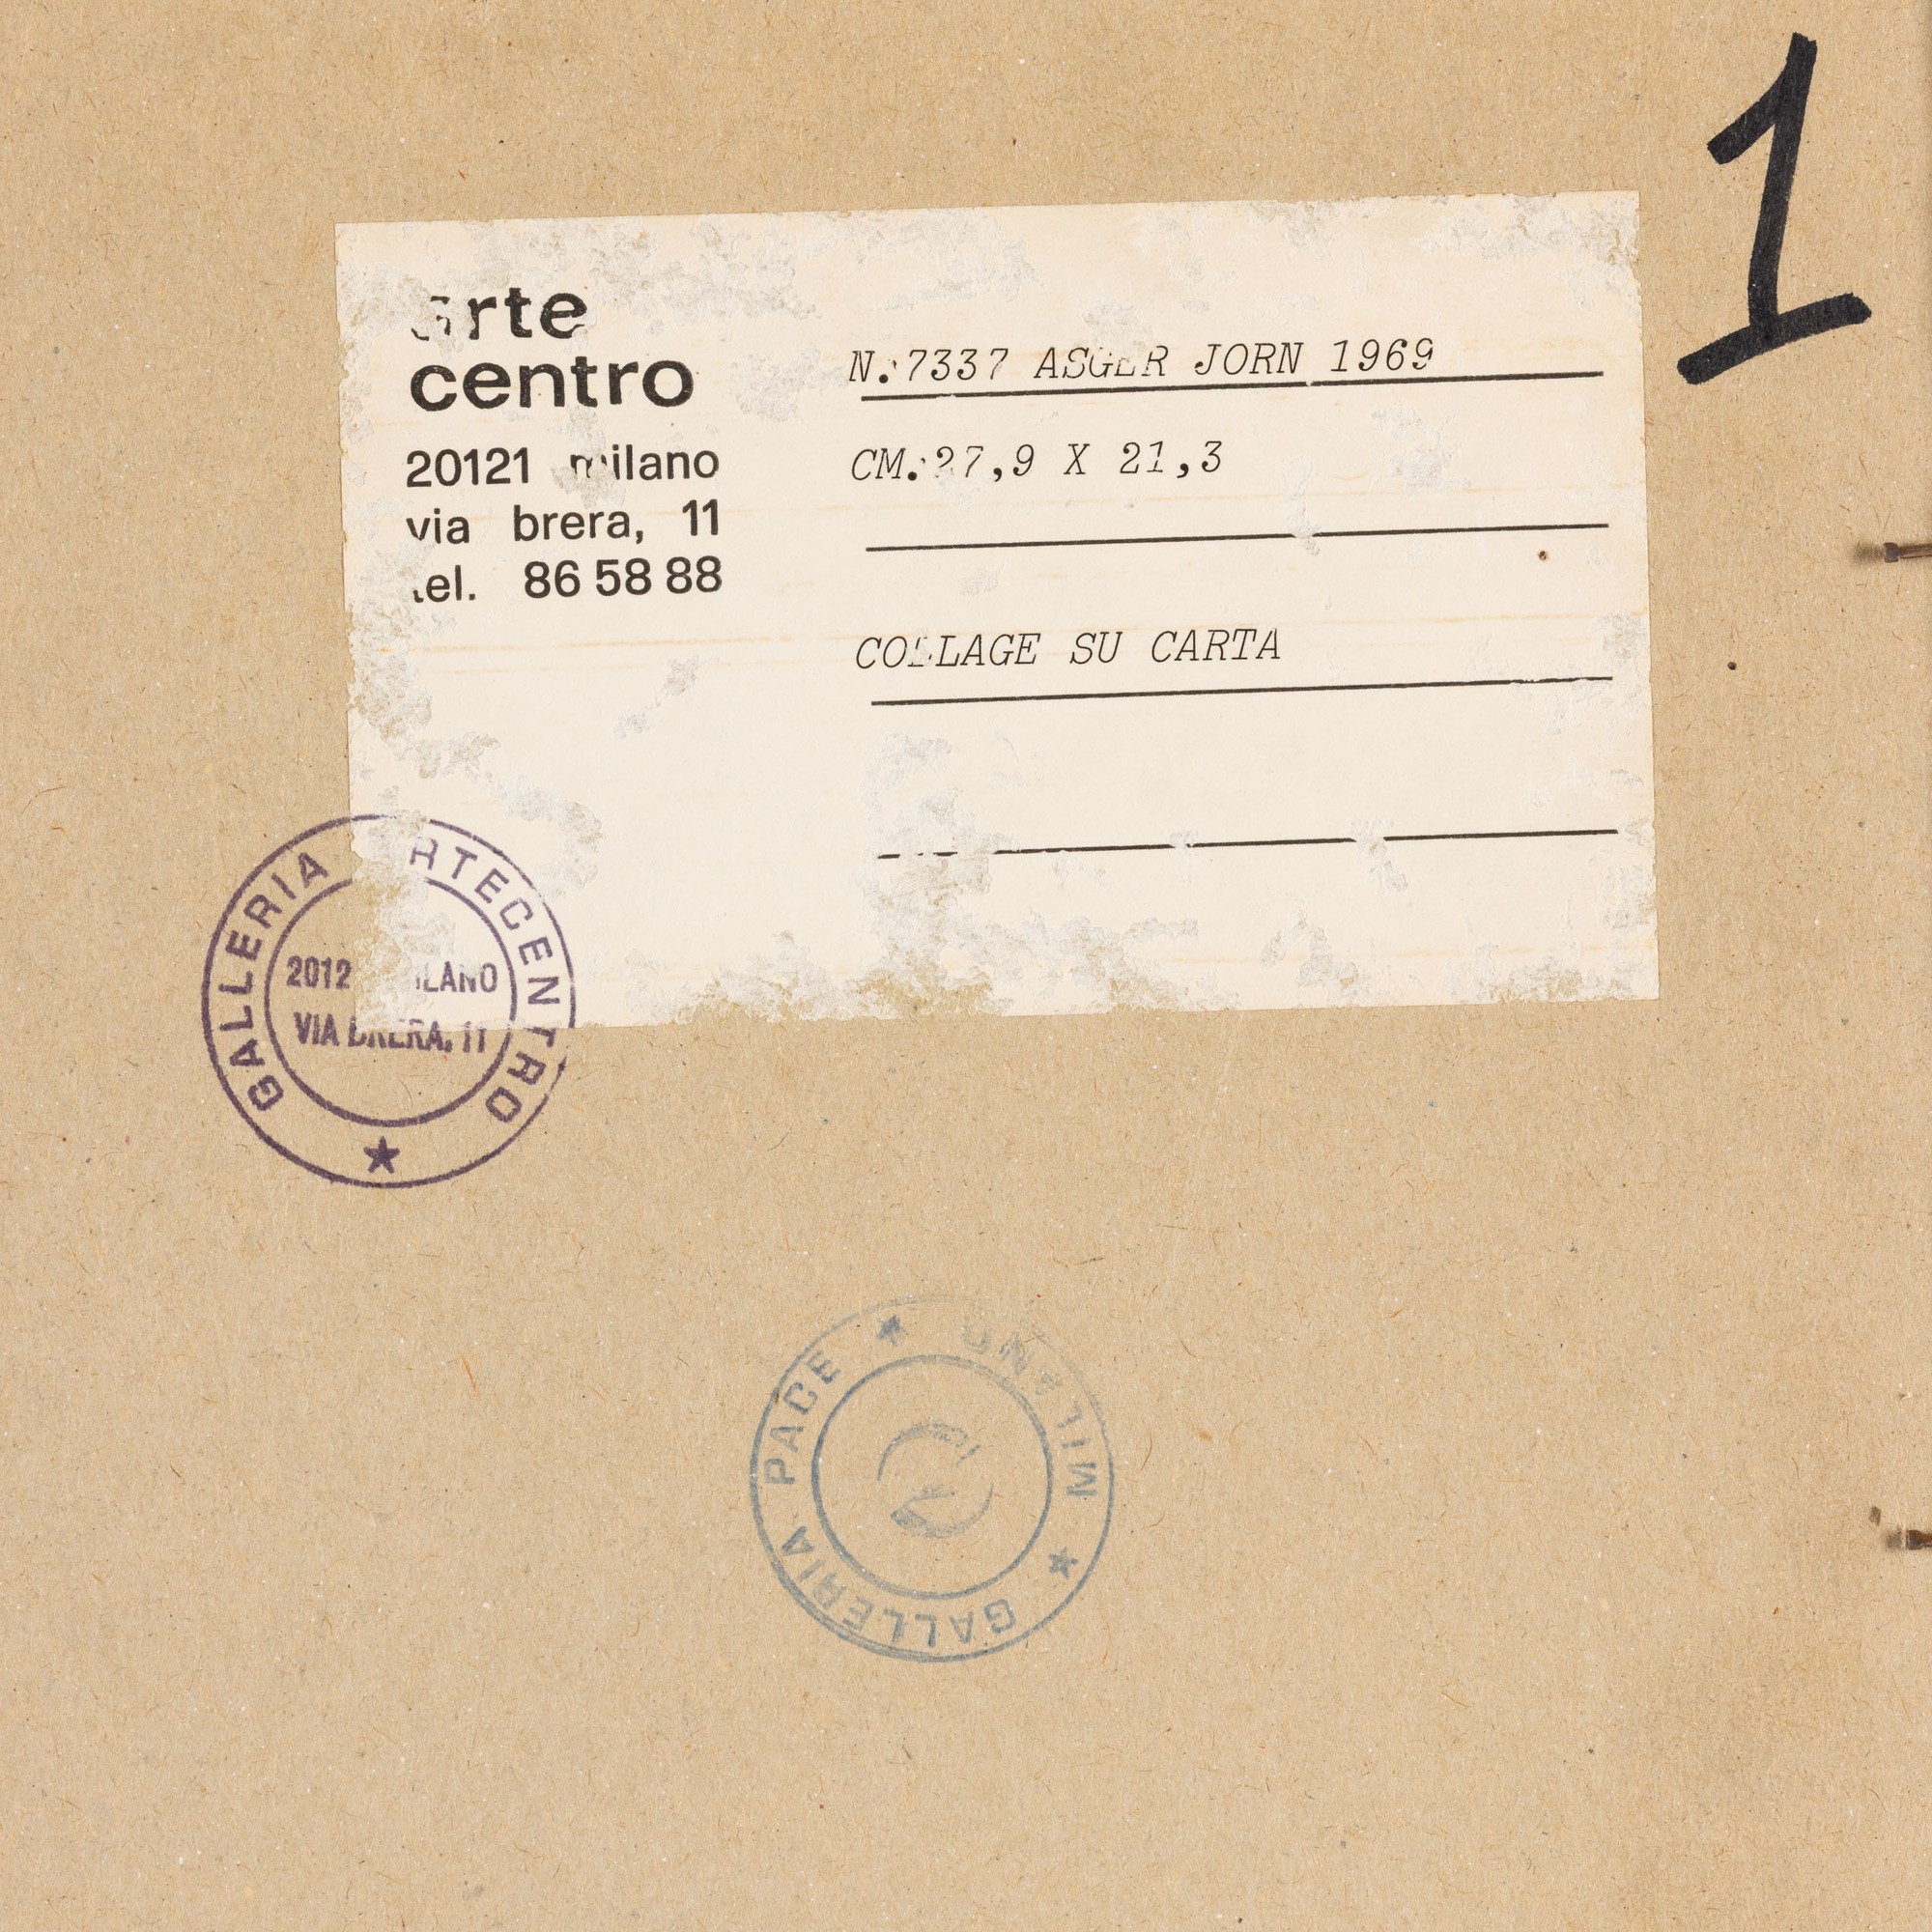 1
arte
centro
20121 milano
via brera, 11
tel. 86 58 88
N. 7337 ASGER JORN 1969
CM. 27,9 X 21,3
COLLAGE SU CARTA
GALLERIA ARTECENTRO
20121 MILANO
VIA BRERA, 11
GALLERIA PACE
MILANO